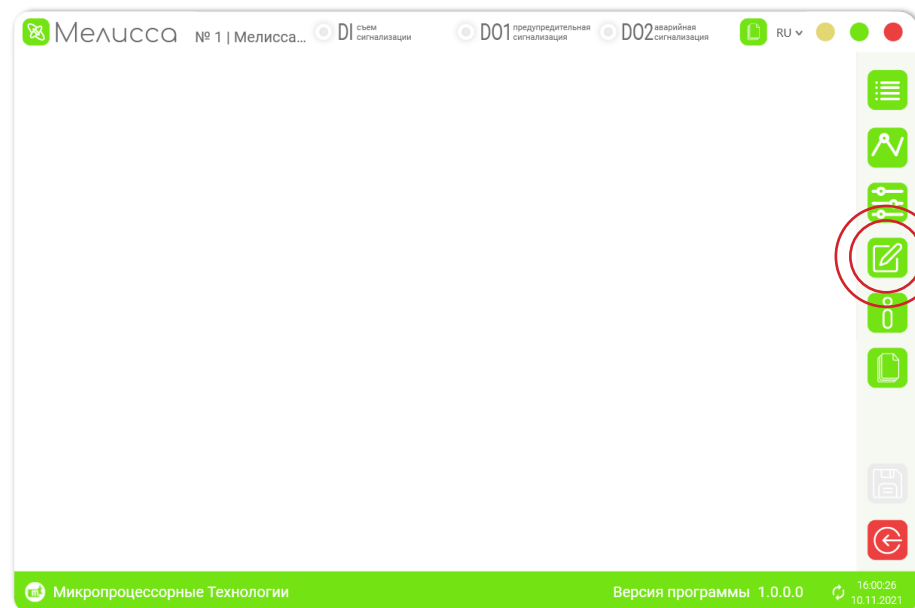 Мелисса № 1 | Мелисса... DI съем сигнализации DO1 предупредительная сигнализация DO2 аварийная сигнализация RU
Микропроцессорные Технологии Версия программы 1.0.0.0 16:00:26
10.11.2021